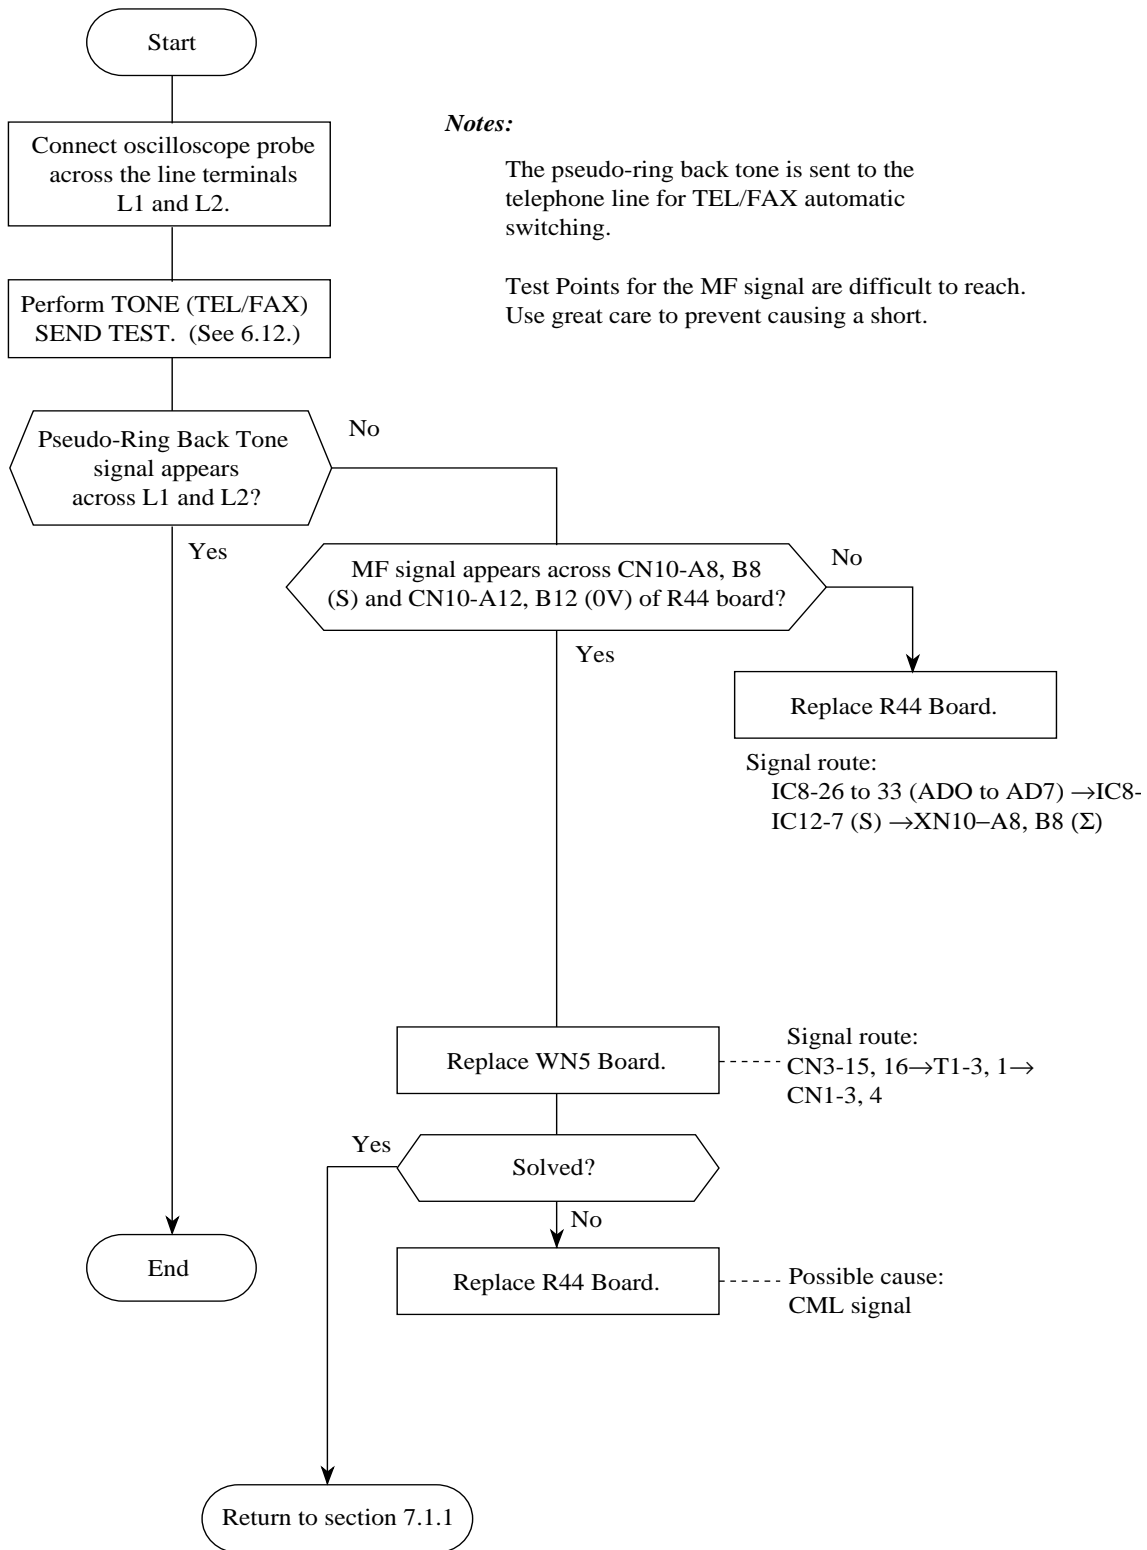 Start
Connect oscilloscope probe
across the line terminals
L1 and L2.
Notes:
The pseudo-ring back tone is sent to the
telephone line for TEL/FAX automatic
switching.
Test Points for the MF signal are difficult to reach.
Use great care to prevent causing a short.
Perform TONE (TEL/FAX)
SEND TEST.  (See 6.12.)
Pseudo-Ring Back Tone
signal appears
across L1 and L2?
No
Yes
MF signal appears across CN10-A8, B8
(S) and CN10-A12, B12 (0V) of R44 board?
No
Yes
Replace R44 Board.
Signal route:
IC8-26 to 33 (ADO to AD7) →IC8-
IC12-7 (S) →XN10–A8, B8 (Σ)
Replace WN5 Board.
Signal route:
CN3-15, 16→T1-3, 1→
CN1-3, 4
Yes
Solved?
No
End
Replace R44 Board.
Possible cause:
CML signal
Return to section 7.1.1